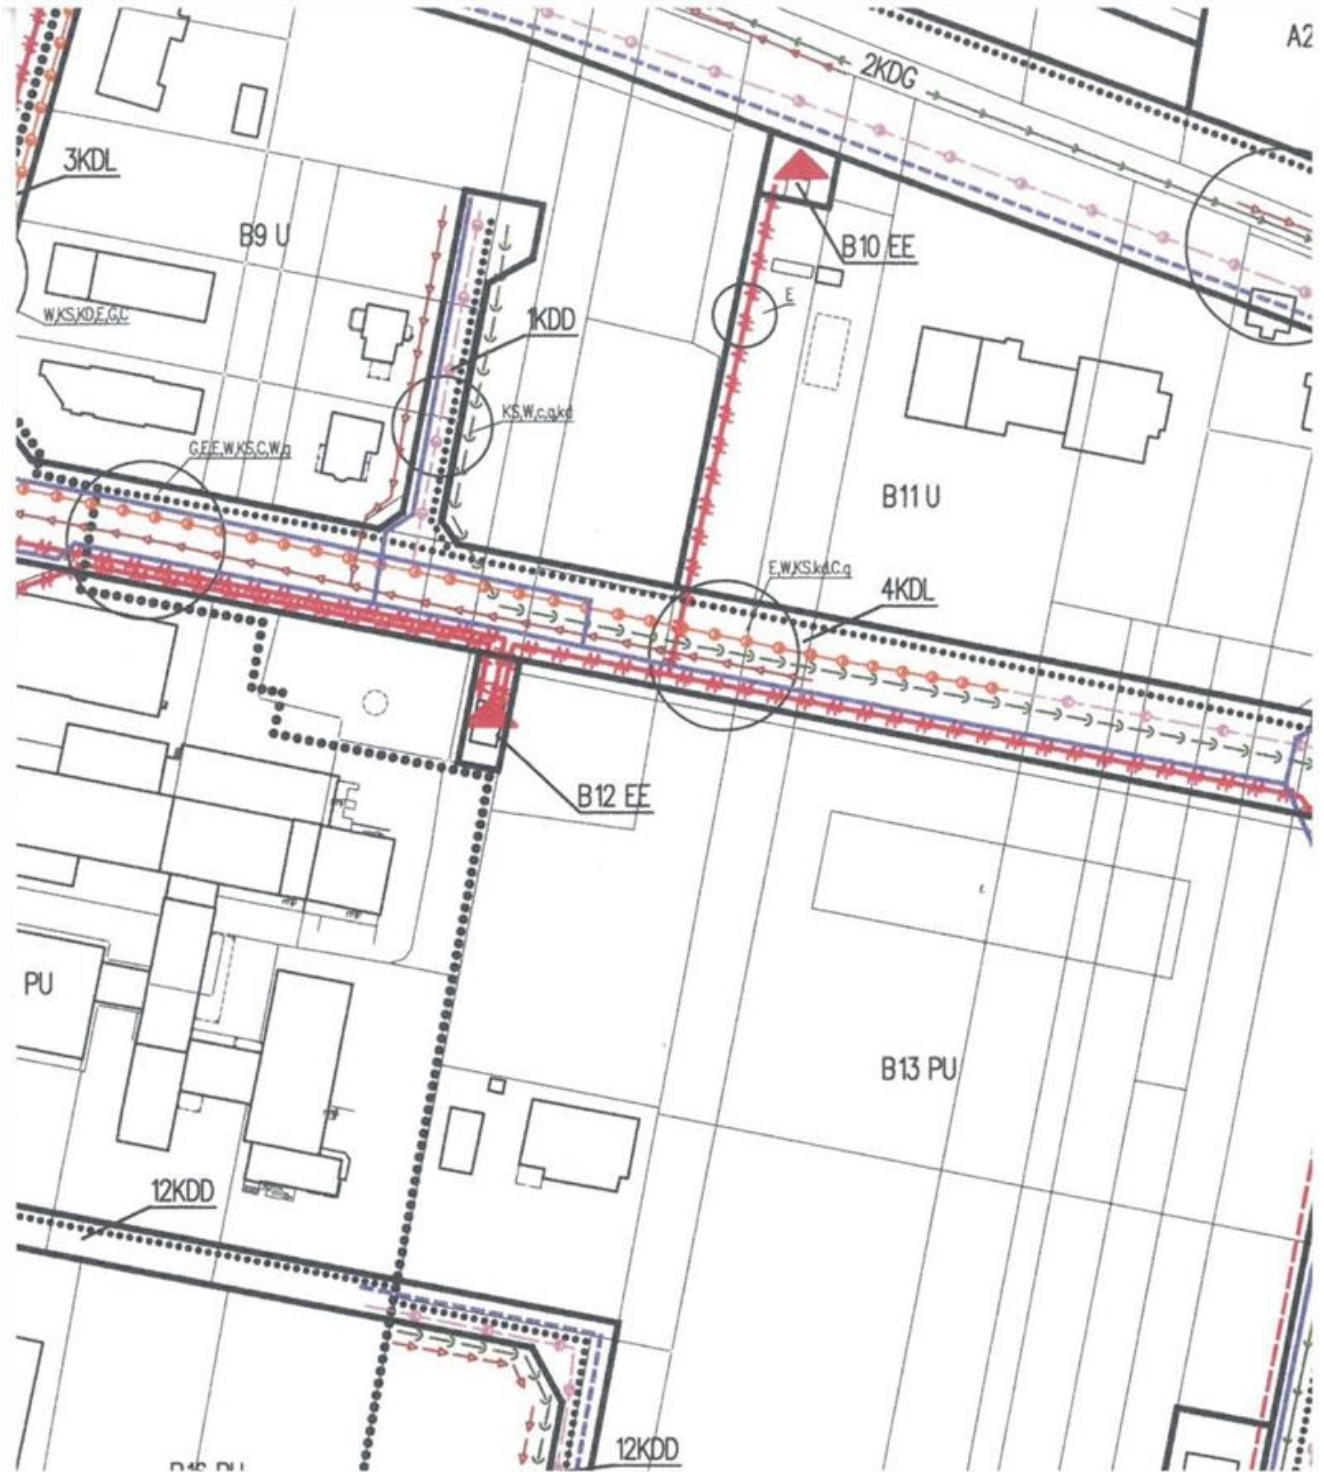 A2
2KDG
3KDL
B9 U
B10 EE
E
W,KS,KD,E,G,C
1KDD
KS,W,c,g,kd
G,E,E,W,KS,C,W,g
B11 U
E,W,KS,kd,C,g
4KDL
B12 EE
PU
B13 PU
12KDD
12KDD